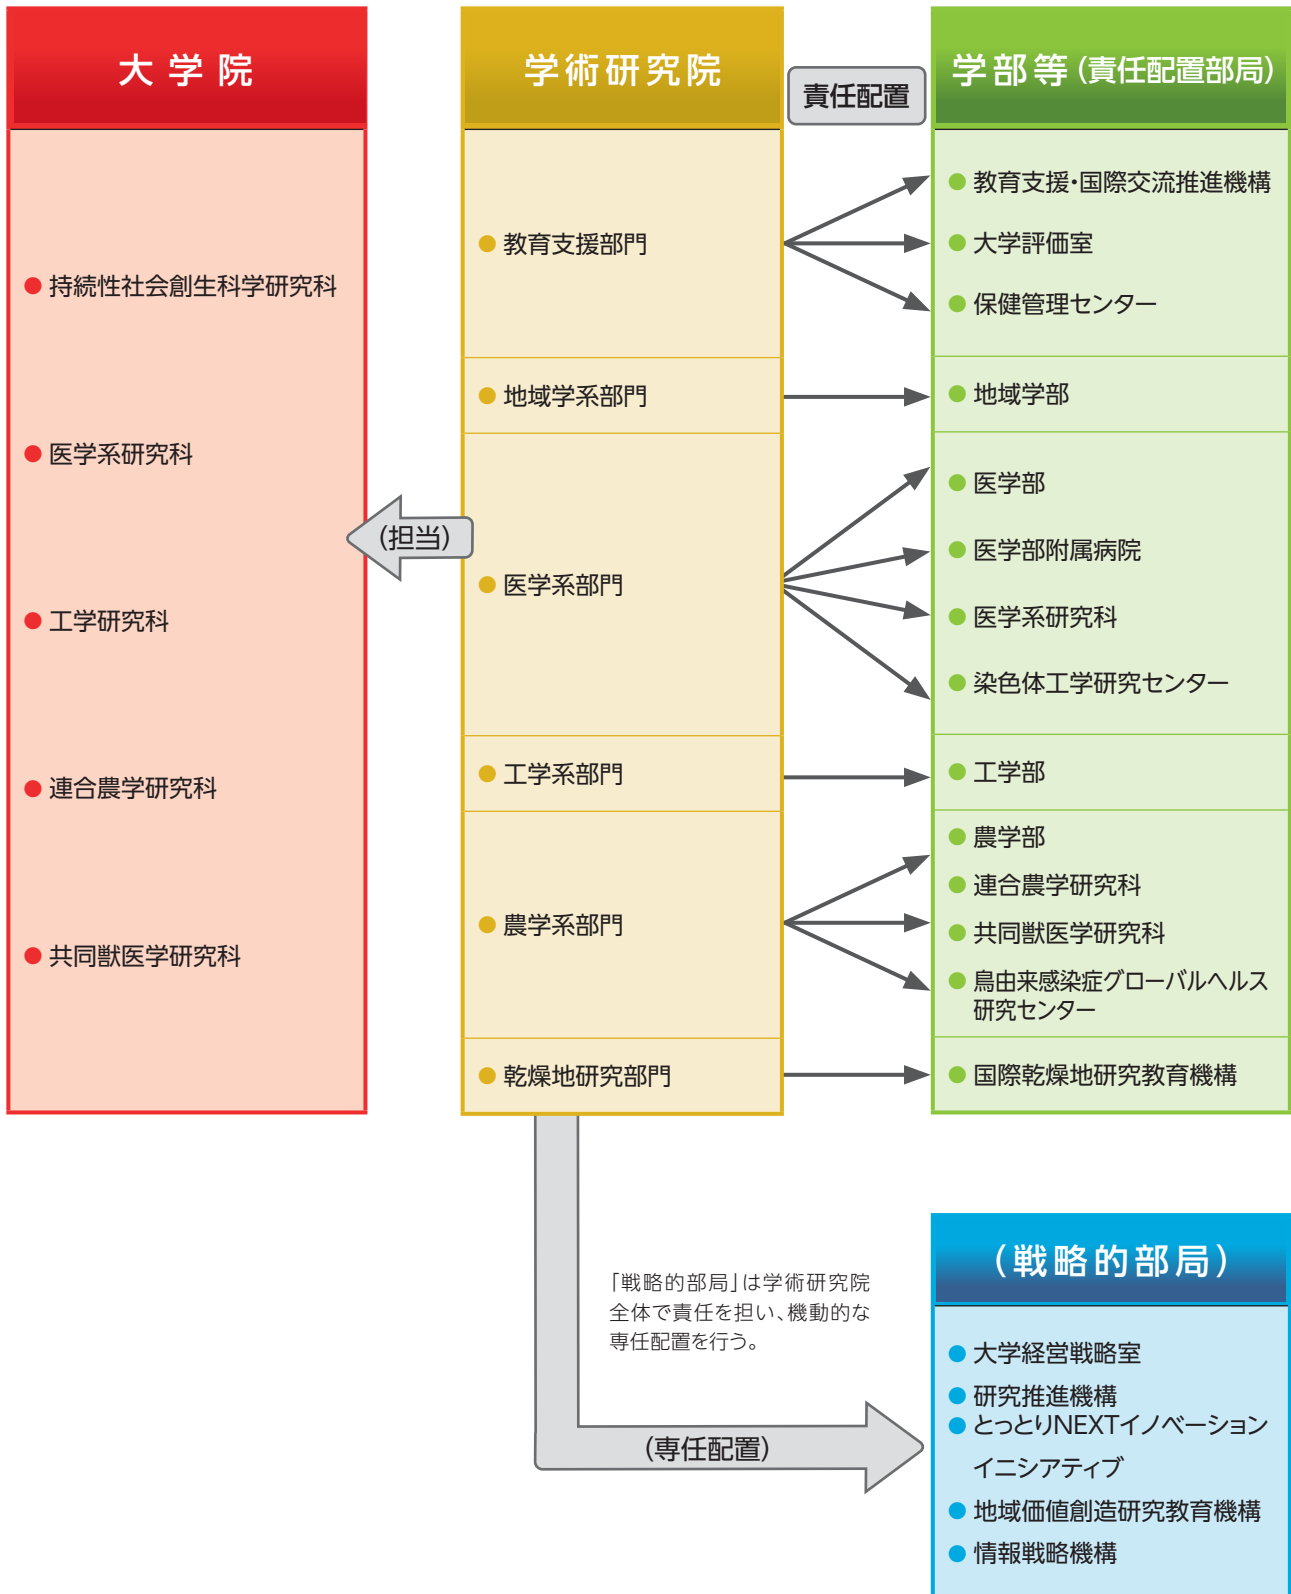 大学院
持続性社会創生科学研究科
医学系研究科
工学研究科
連合農学研究科
共同獣医学研究科
(担当)
学術研究院
教育支援部門
地域学系部門
医学系部門
工学系部門
農学系部門
乾燥地研究部門
責任配置
学部等(責任配置部局)
教育支援・国際交流推進機構
大学評価室
保健管理センター
地域学部
医学部
医学部附属病院
医学系研究科
染色体工学研究センター
工学部
農学部
連合農学研究科
共同獣医学研究科
鳥由来感染症グローバルヘルス
研究センター
国際乾燥地研究教育機構
「戦略的部局」は学術研究院
全体で責任を担い、機動的な
専任配置を行う。
(専任配置)
(戦略的部局)
大学経営戦略室
研究推進機構
とっとりNEXTイノベーション
イニシアティブ
地域価値創造研究教育機構
情報戦略機構